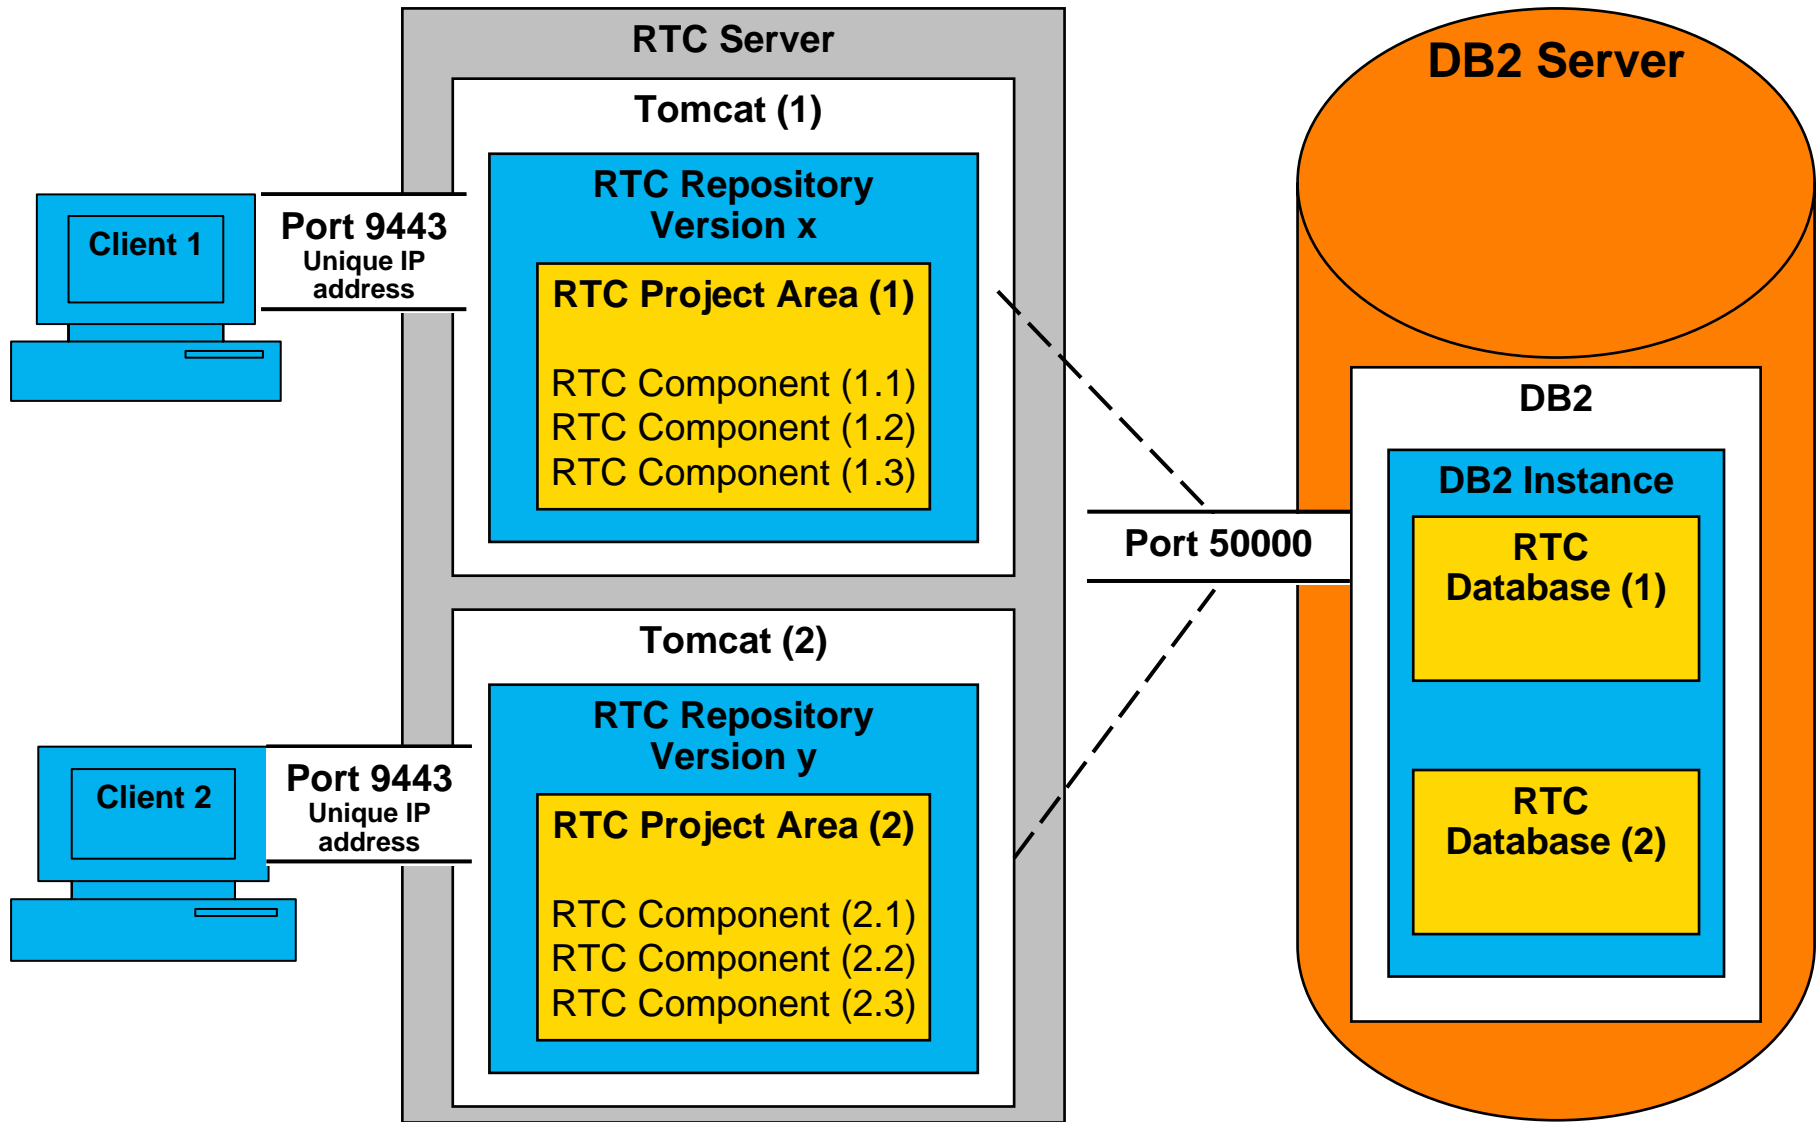 RTC Server
Tomcat (1)
RTC Repository
Version x
RTC Project Area (1)
RTC Component (1.1)
RTC Component (1.2)
RTC Component (1.3)
Client 1
Port 9443
Unique IP
address
Tomcat (2)
RTC Repository
Version y
RTC Project Area (2)
RTC Component (2.1)
RTC Component (2.2)
RTC Component (2.3)
Client 2
Port 9443
Unique IP
address
Port 50000
DB2 Server
DB2
DB2 Instance
RTC
Database (1)
RTC
Database (2)